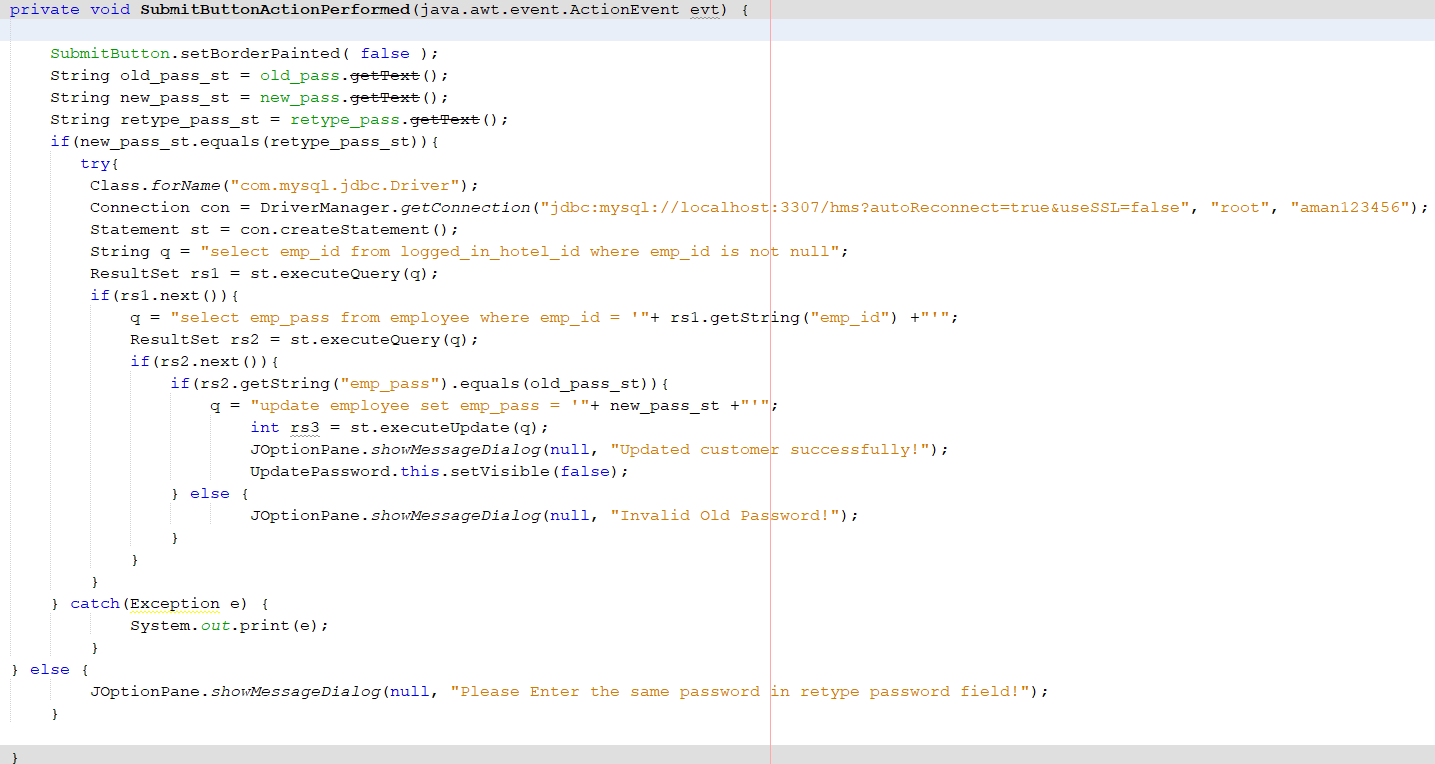 private void SubmitButtonActionPerformed(java.awt.event.ActionEvent evt) {
SubmitButton.setBorderPainted( false );
String old_pass_st = old_pass.getText();
String new_pass_st = new_pass.getText();
String retype_pass_st = retype_pass.getText();
if(new_pass_st.equals(retype_pass_st)){
try{
Class.forName("com.mysql.jdbc.Driver");
Connection con = DriverManager.getConnection("jdbc:mysql://localhost:3307/hms?autoReconnect=true&useSSL=false", "root", "aman123456");
Statement st = con.createStatement();
String q = "select emp_id from logged_in_hotel_id where emp_id is not null";
ResultSet rs1 = st.executeQuery(q);
if(rs1.next()){
q = "select emp_pass from employee where emp_id = '"+ rs1.getString("emp_id") +"'";
ResultSet rs2 = st.executeQuery(q);
if(rs2.next()){
if(rs2.getString("emp_pass").equals(old_pass_st)){
q = "update employee set emp_pass = '"+ new_pass_st +"'";
int rs3 = st.executeUpdate(q);
JOptionPane.showMessageDialog(null, "Updated customer successfully!");
UpdatePassword.this.setVisible(false);
} else {
JOptionPane.showMessageDialog(null, "Invalid Old Password!");
}
}
}
} catch(Exception e) {
System.out.print(e);
}
} else {
JOptionPane.showMessageDialog(null, "Please Enter the same password in retype password field!");
}
}